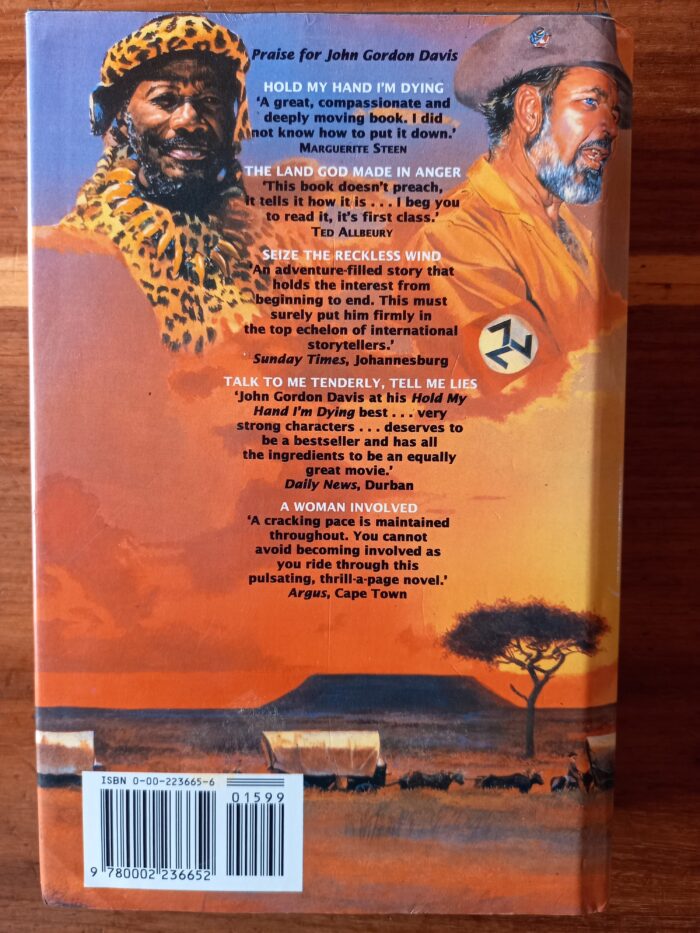 Praise for John Gordon Davis
HOLD MY HAND I'M DYING
'A great, compassionate and
deeply moving book. I did
not know how to put it down.'
MARGUERITE STEEN
THE LAND GOD MADE IN ANGER
'This book doesn't preach,
it tells it how it is . . . I beg you
to read it, it's first class.'
TED ALLBEURY
SEIZE THE RECKLESS WIND
'An adventure-filled story that
holds the interest from
beginning to end. This must
surely put him firmly in
the top echelon of international
storytellers.'
Sunday Times, Johannesburg
TALK TO ME TENDERLY, TELL ME LIES
'John Gordon Davis at his Hold My
Hand I'm Dying best . . . very
strong characters . . . deserves to
be a bestseller and has all
the ingredients to be an equally
great movie.'
Daily News, Durban
A WOMAN INVOLVED
'A cracking pace is maintained
throughout. You cannot
avoid becoming involved as
you ride through this
pulsating, thrill-a-page novel.'
Argus, Cape Town
ISBN 0-00-223665-6
01599
9 780002 236652